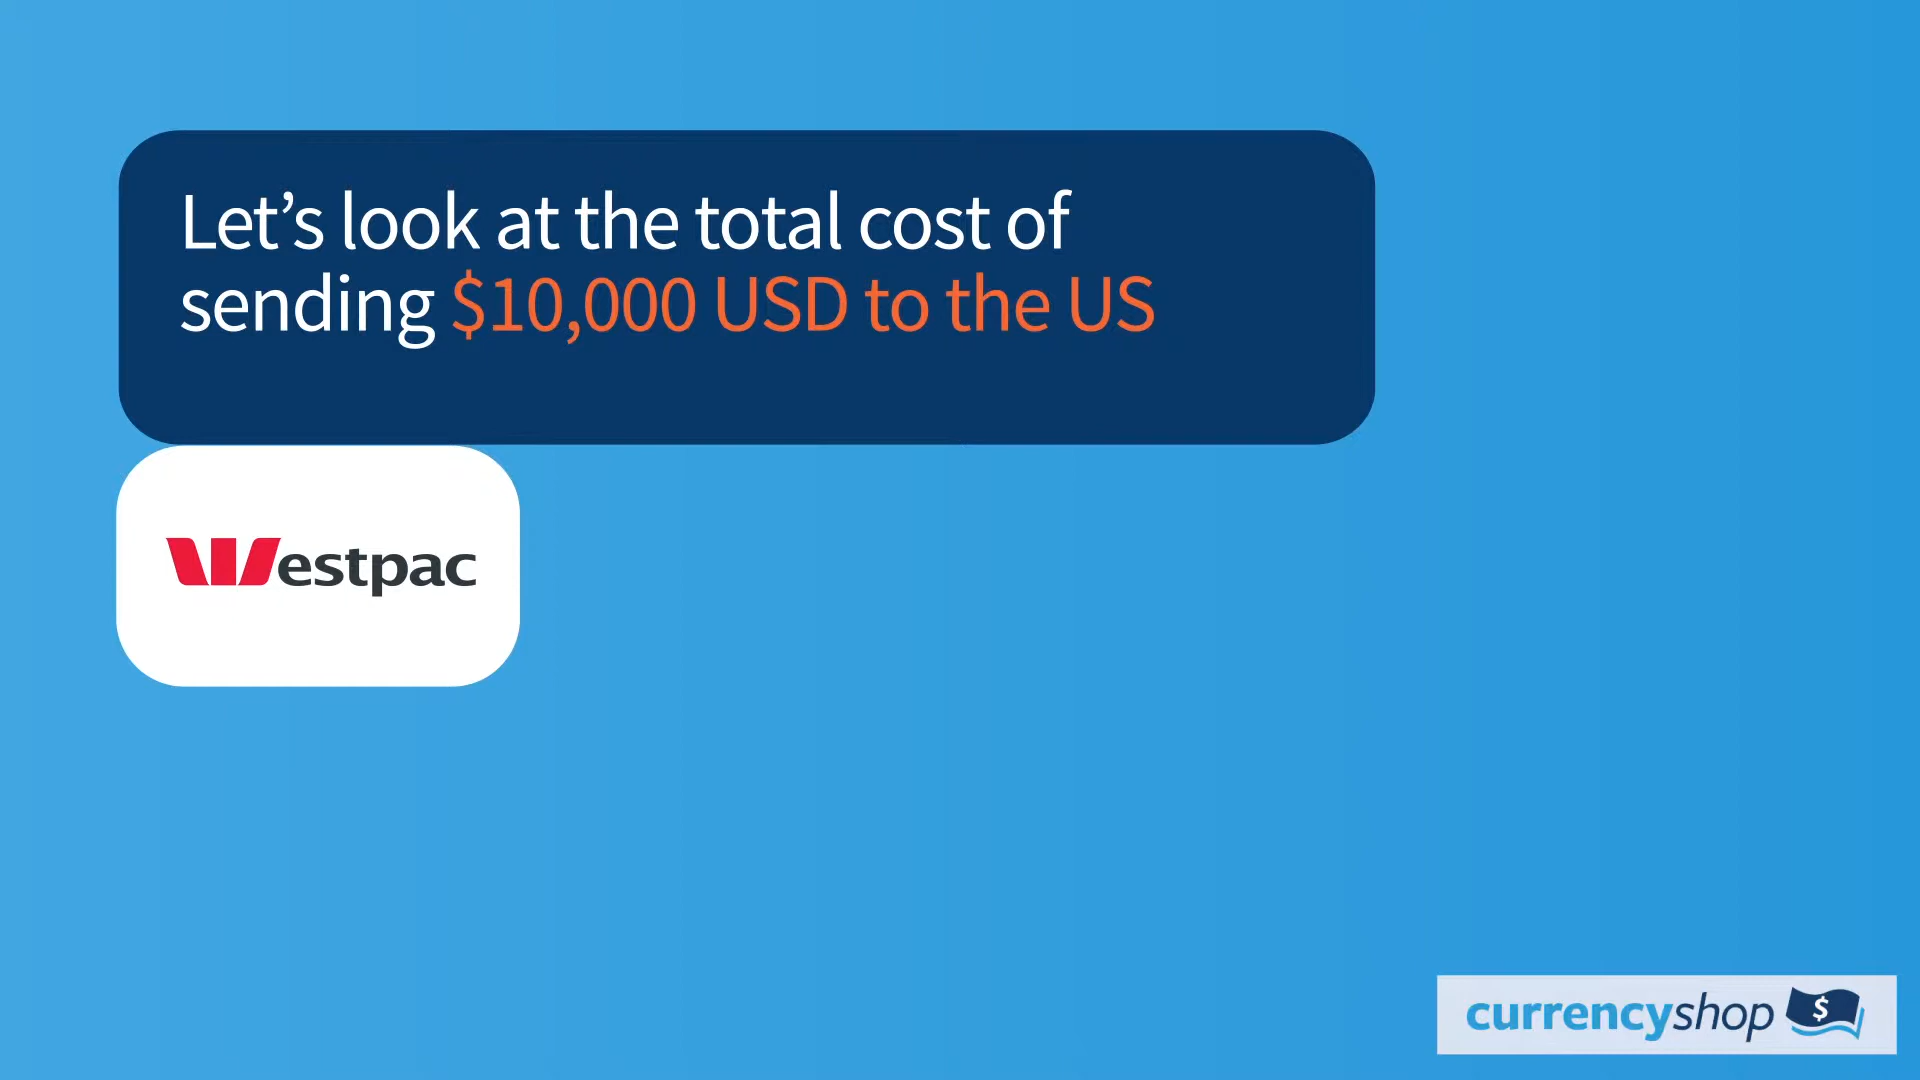 Let’s look at the total cost of
sending $10,000 USD to the US
Westpac
currencyshop $